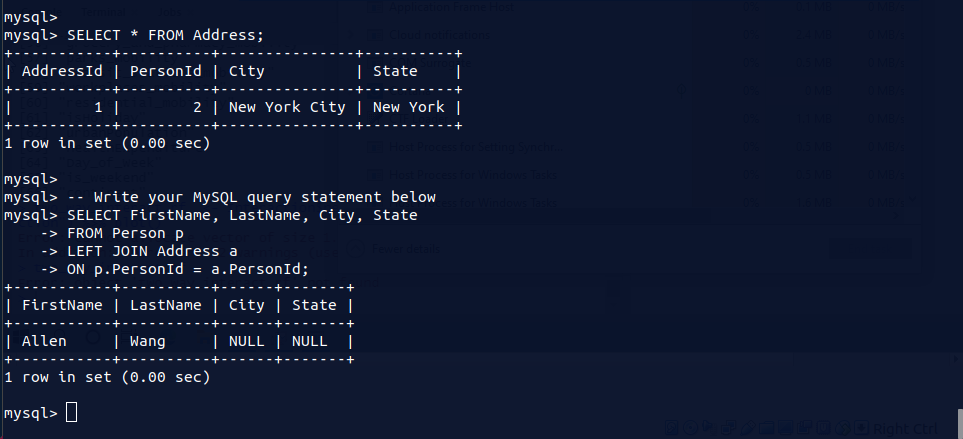 mysql>
mysql> SELECT * FROM Address;
+-----------+----------+---------------+----------+
| AddressId | PersonId | City          | State    |
+-----------+----------+---------------+----------+
|         1 |        2 | New York City | New York |
+-----------+----------+---------------+----------+
1 row in set (0.00 sec)
mysql>
mysql> -- Write your MySQL query statement below
mysql> SELECT FirstName, LastName, City, State
    -> FROM Person p
    -> LEFT JOIN Address a
    -> ON p.PersonId = a.PersonId;
+-----------+----------+------+-------+
| FirstName | LastName | City | State |
+-----------+----------+------+-------+
| Allen     | Wang     | NULL | NULL  |
+-----------+----------+------+-------+
1 row in set (0.00 sec)
mysql>
Right Ctrl